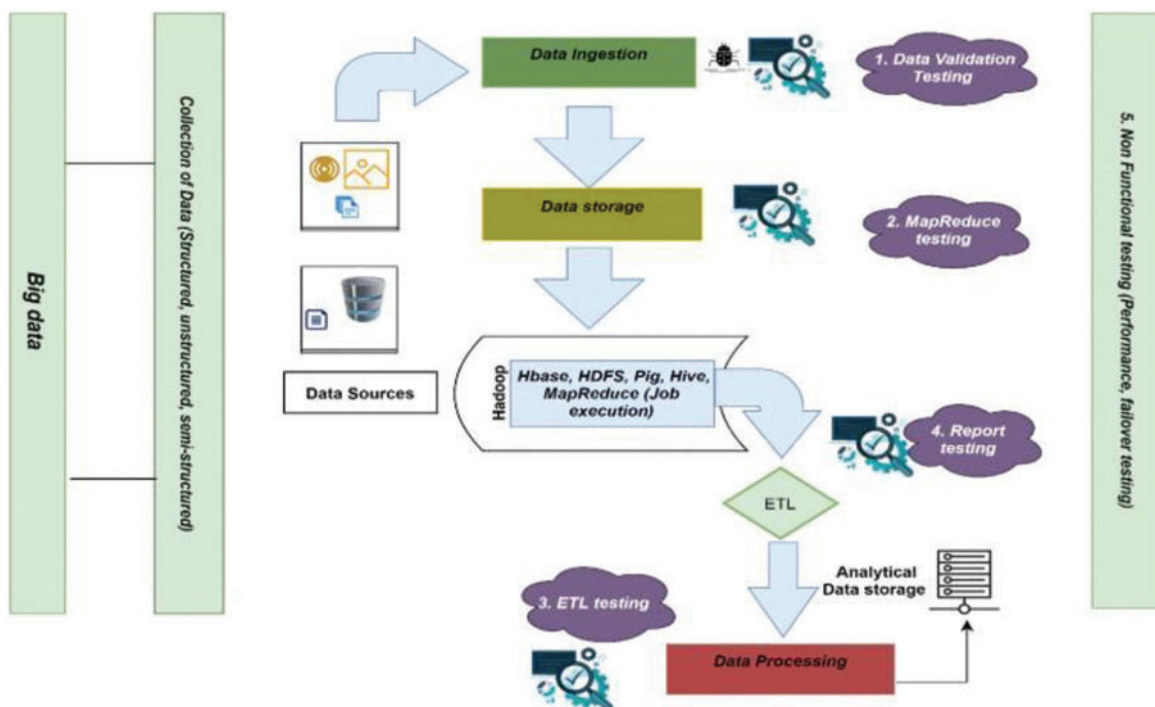 Big data
Collection of Data (Structured, unstructured, semi-structured)
Data Ingestion
1. Data Validation
Testing
Data storage
2. MapReduce
testing
Data Sources
Hadoop
Hbase, HDFS, Pig, Hive,
MapReduce (Job
execution)
4. Report
testing
ETL
Analytical
Data storage
3. ETL testing
Data Processing
5. Non Functional testing (Performance, failover testing)